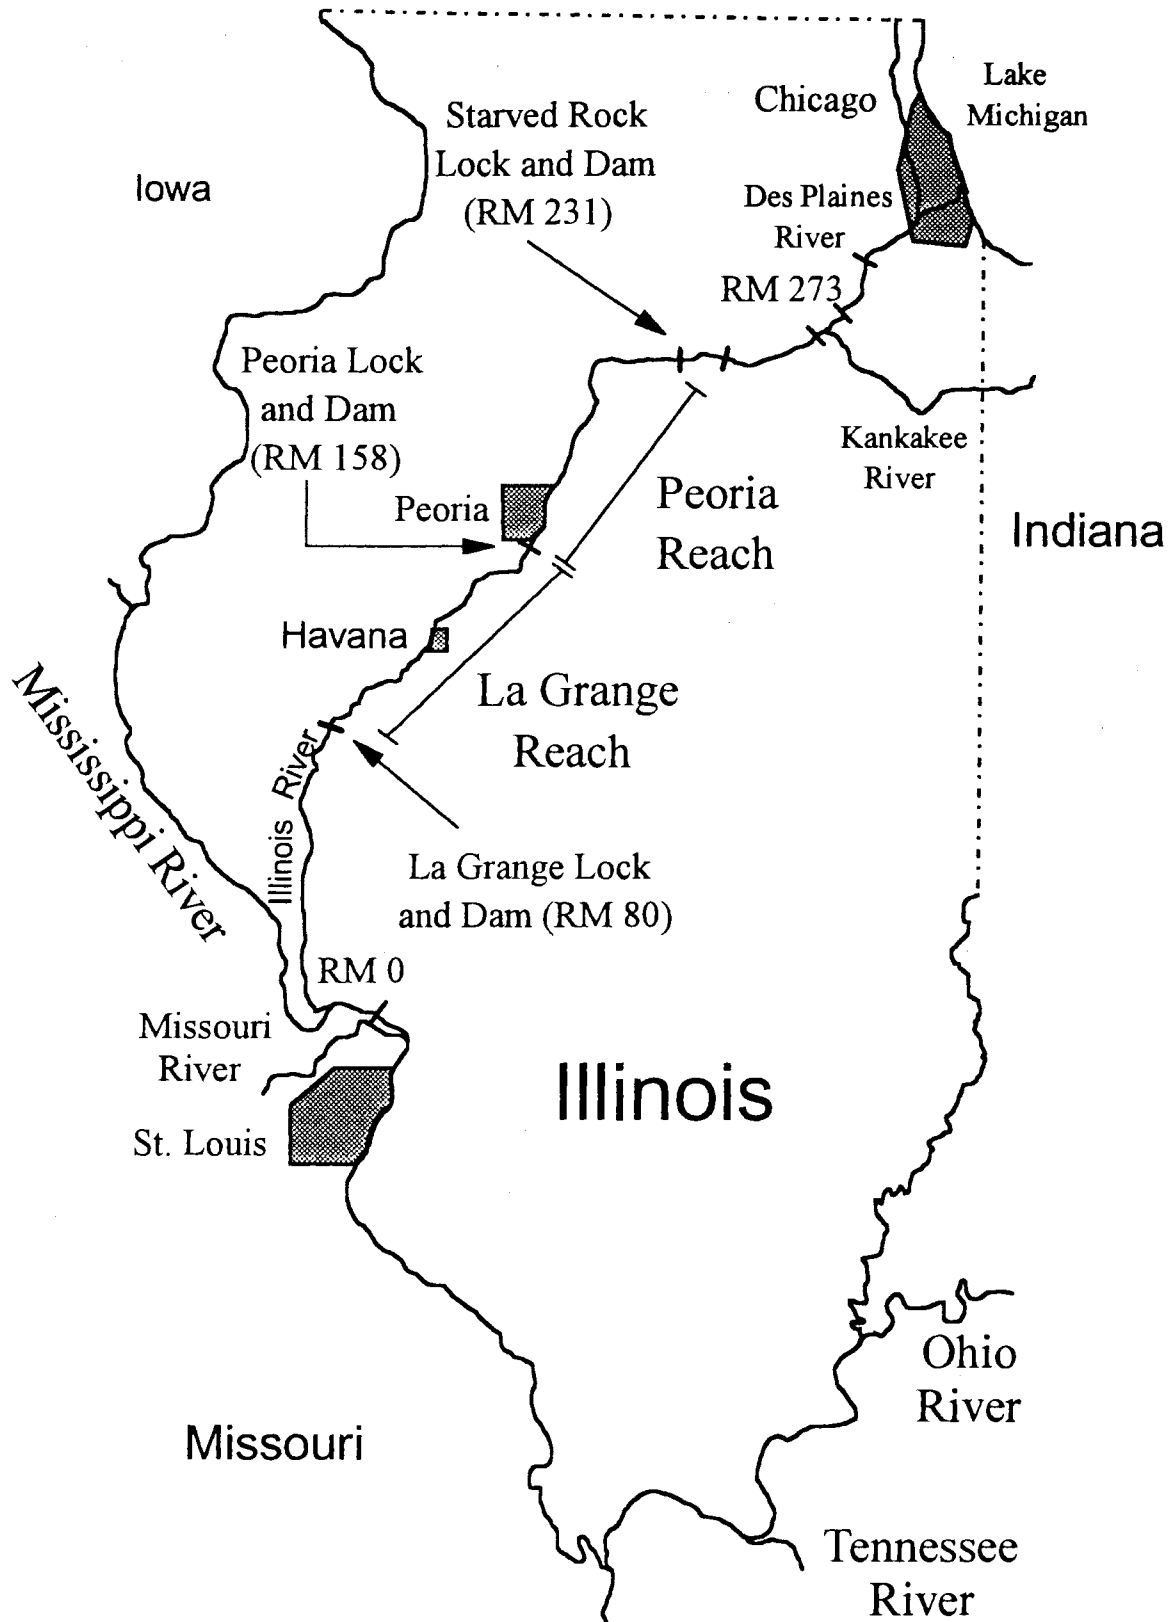 Lake
Michigan
Chicago
Starved Rock
Lock and Dam
(RM 231)
Iowa
Des Plaines
River
RM 273
Peoria Lock
and Dam
(RM 158)
Kankakee
River
Peoria
Peoria
Reach
Indiana
Havana
La Grange
Reach
Mississippi River
Illinois River
La Grange Lock
and Dam (RM 80)
RM 0
Missouri
River
Illinois
St. Louis
Ohio
River
Missouri
Tennessee
River